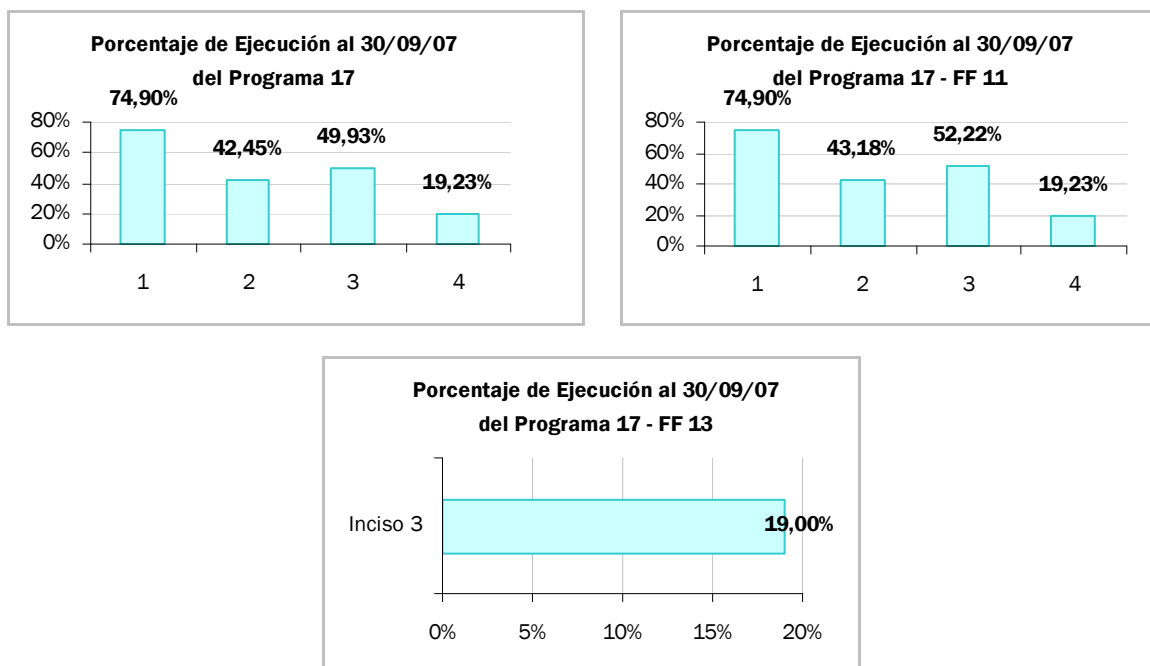 Porcentaje de Ejecución al 30/09/07
del Programa 17
74,90%
80%
49,93%
42,45%
60%
19,23%
40%
20%
0%
1 2 3 4
Porcentaje de Ejecución al 30/09/07
del Programa 17 - FF 11
74,90%
80%
52,22%
43,18%
60%
19,23%
40%
20%
0%
1 2 3 4
Porcentaje de Ejecución al 30/09/07
del Programa 17 - FF 13
Inciso 3
19,00%
0% 5% 10% 15% 20%